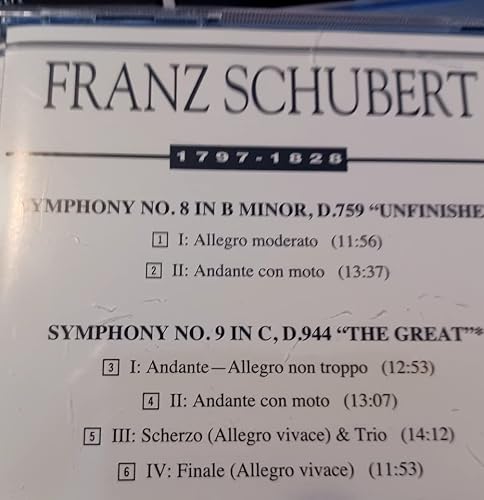 FRANZ SCHUBERT
1797-1828
SYMPHONY NO. 8 IN B MINOR, D.759 “UNFINISHE
1 I: Allegro moderato (11:56)
2 II: Andante con moto (13:37)
SYMPHONY NO. 9 IN C, D.944 “THE GREAT”*
3 I: Andante—Allegro non troppo (12:53)
4 II: Andante con moto (13:07)
5 III: Scherzo (Allegro vivace) & Trio (14:12)
6 IV: Finale (Allegro vivace) (11:53)